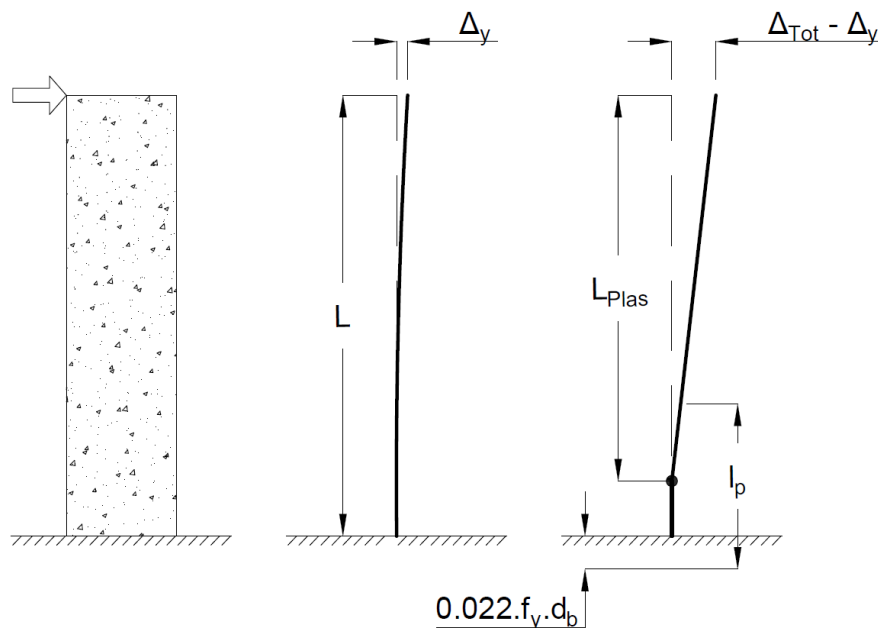 Δy
ΔTot - Δy
L
LPlas
lp
0.022.fy.db